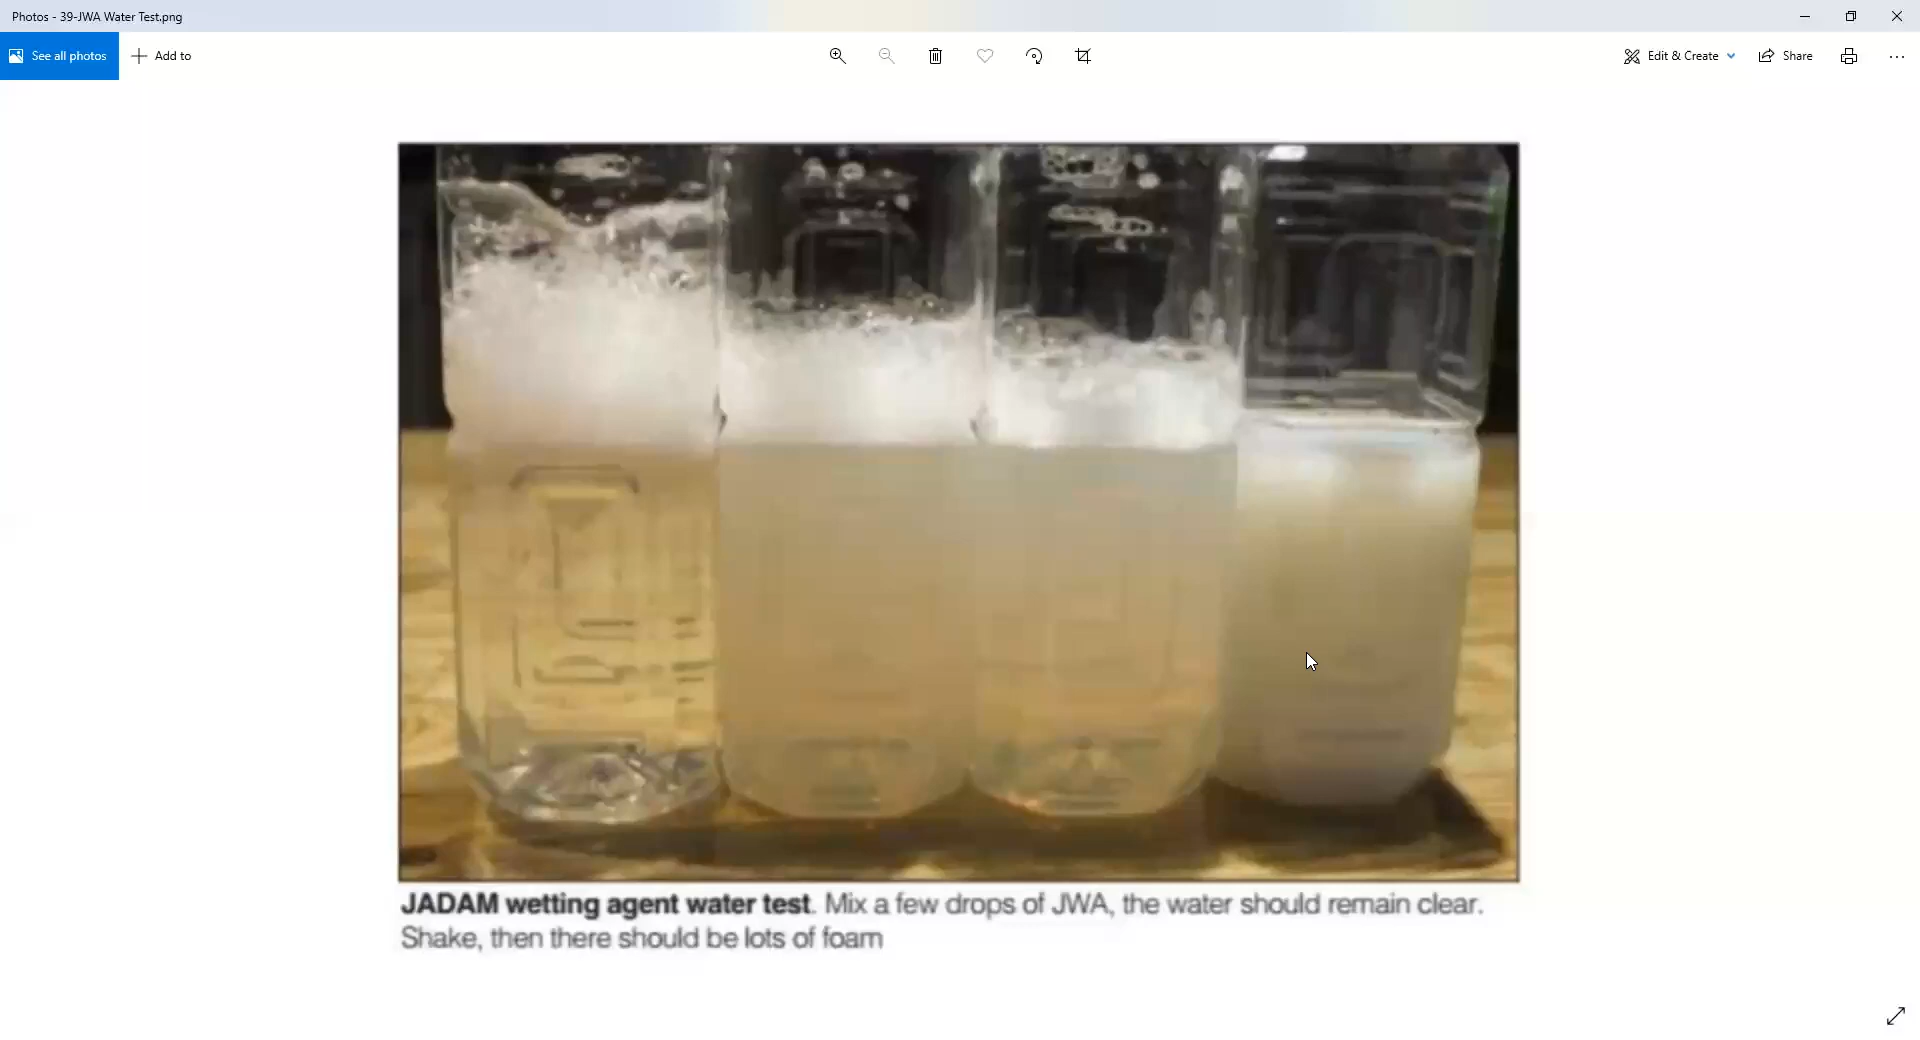 Photos - 39-JWA Water Test.png
See all photos
Add to
Edit & Create
Share
JADAM wetting agent water test. Mix a few drops of JWA, the water should remain clear.
Shake, then there should be lots of foam